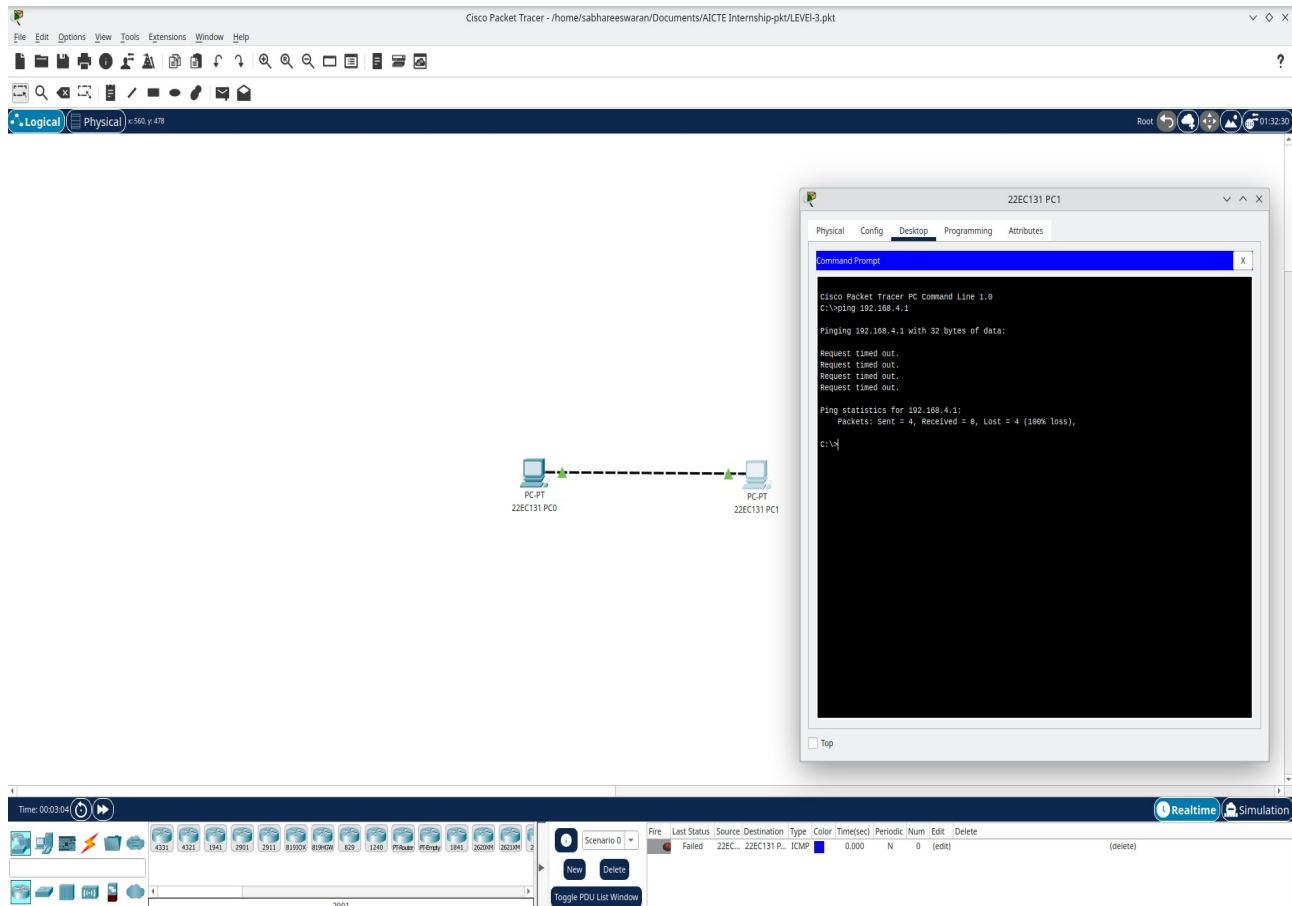 Cisco Packet Tracer - /home/sabhareeswaran/Documents/AICTE Internship-pkt/LEVEl-3.pkt
File Edit Options View Tools Extensions Window Help
?
Logical Physical x: 560, y: 478 Root 01:32:30
22EC131 PC1
Physical Config Desktop Programming Attributes
Command Prompt X
Cisco Packet Tracer PC Command Line 1.0
C:\>ping 192.168.4.1
Pinging 192.168.4.1 with 32 bytes of data:
Request timed out.
Request timed out.
Request timed out.
Request timed out.
Ping statistics for 192.168.4.1:
Packets: Sent = 4, Received = 0, Lost = 4 (100% loss),
C:\>
PC-PT
22EC131 PC0
PC-PT
22EC131 PC1
Top
Time: 00:03:04 Realtime Simulation
4331 4321 1941 2901 2911 819IOX 819HGW 829 1240 PT-Router PT-Empty 1841 2620XM 2621XM 2
Scenario 0
New Delete
Toggle PDU List Window
Fire Last Status Source Destination Type Color Time(sec) Periodic Num Edit Delete
Failed 22EC... 22EC131 P... ICMP 0.000 N 0 (edit) (delete)
2901